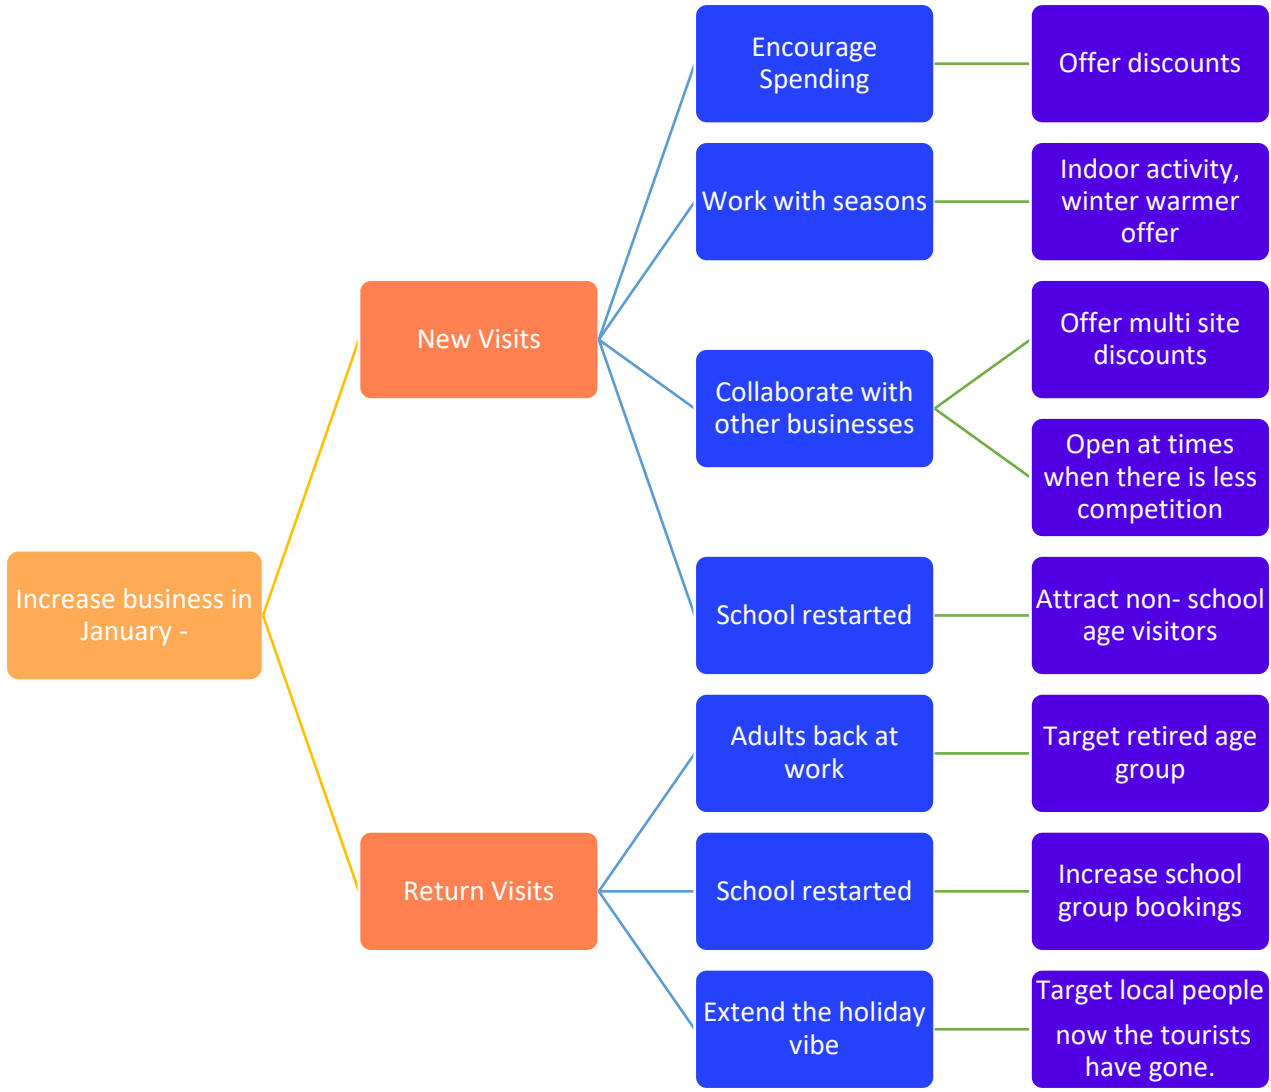 Increase business in
January -
New Visits
Encourage
Spending
Offer discounts
Work with seasons
Indoor activity,
winter warmer
offer
Collaborate with
other businesses
Offer multi site
discounts
Open at times
when there is less
competition
School restarted
Attract non- school
age visitors
Return Visits
Adults back at
work
Target retired age
group
School restarted
Increase school
group bookings
Extend the holiday
vibe
Target local people
now the tourists
have gone.